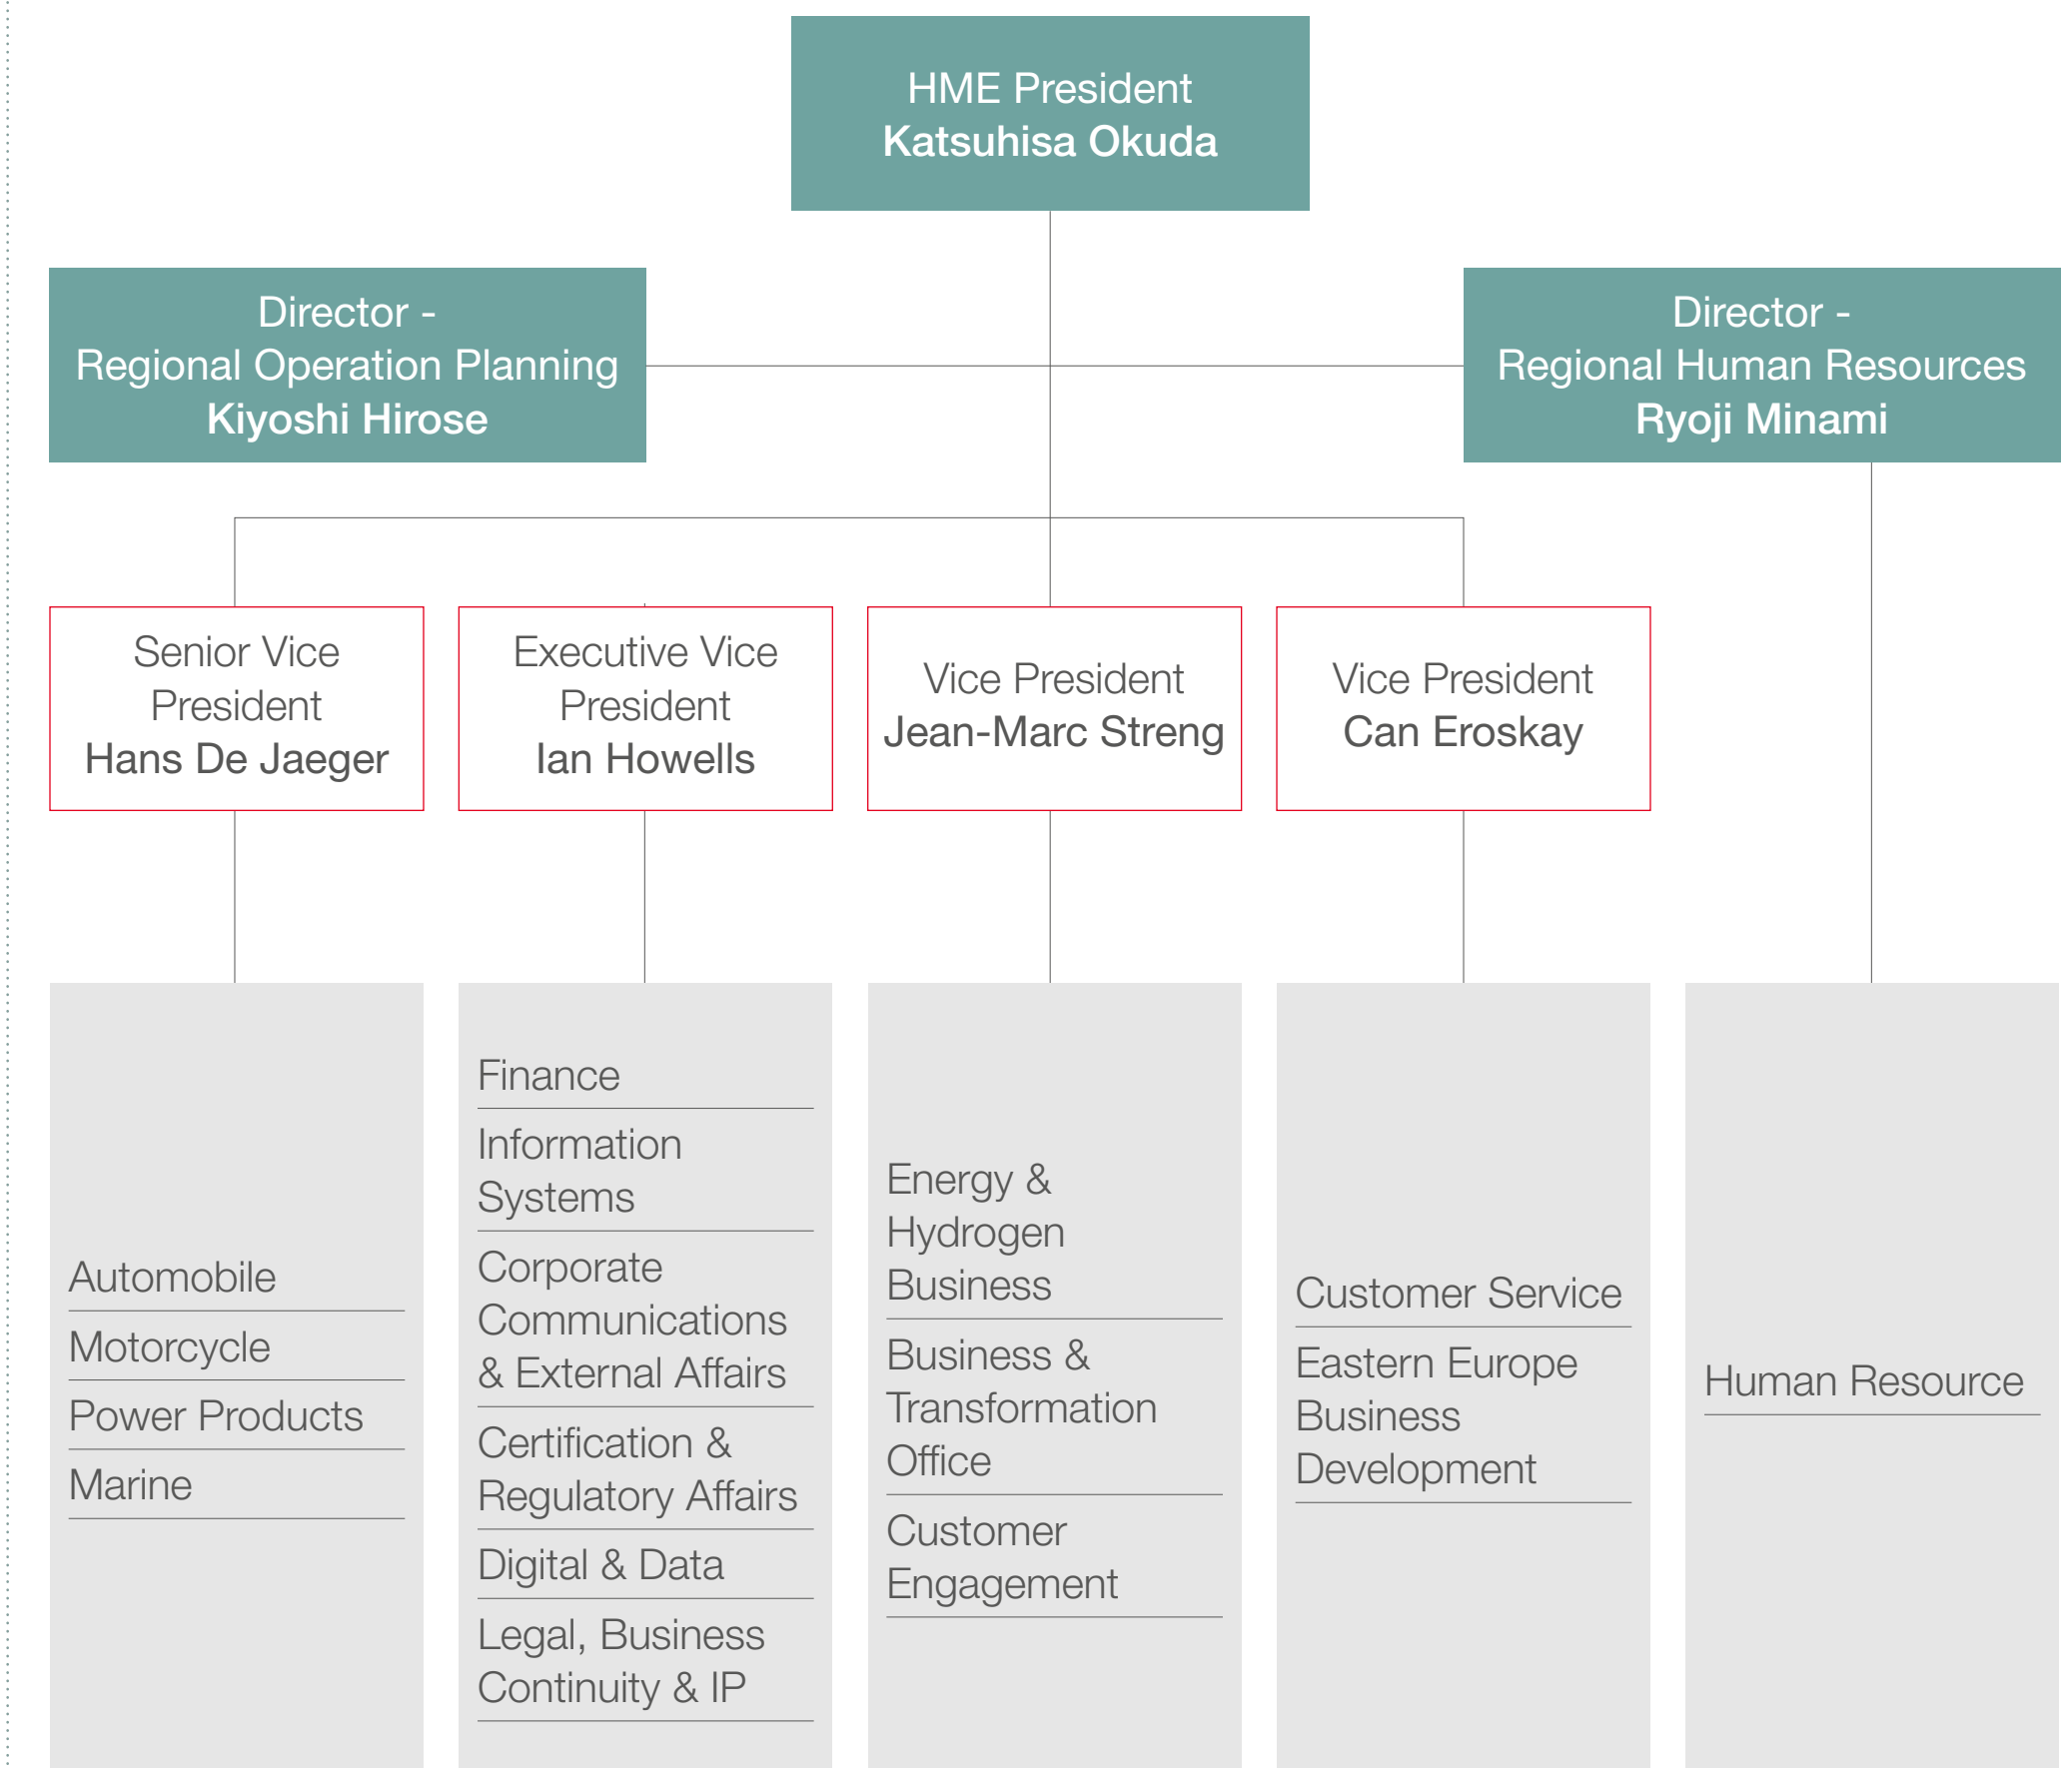 HME President
Katsuhisa Okuda
Director -
Regional Operation Planning
Kiyoshi Hirose
Director -
Regional Human Resources
Ryoji Minami
Senior Vice
President
Hans De Jaeger
Executive Vice
President
Ian Howells
Vice President
Jean-Marc Streng
Vice President
Can Eroskay
Automobile
Motorcycle
Power Products
Marine
Finance
Information
Systems
Corporate
Communications
& External Affairs
Certification &
Regulatory Affairs
Digital & Data
Legal, Business
Continuity & IP
Energy &
Hydrogen
Business
Business &
Transformation
Office
Customer
Engagement
Customer Service
Eastern Europe
Business
Development
Human Resource